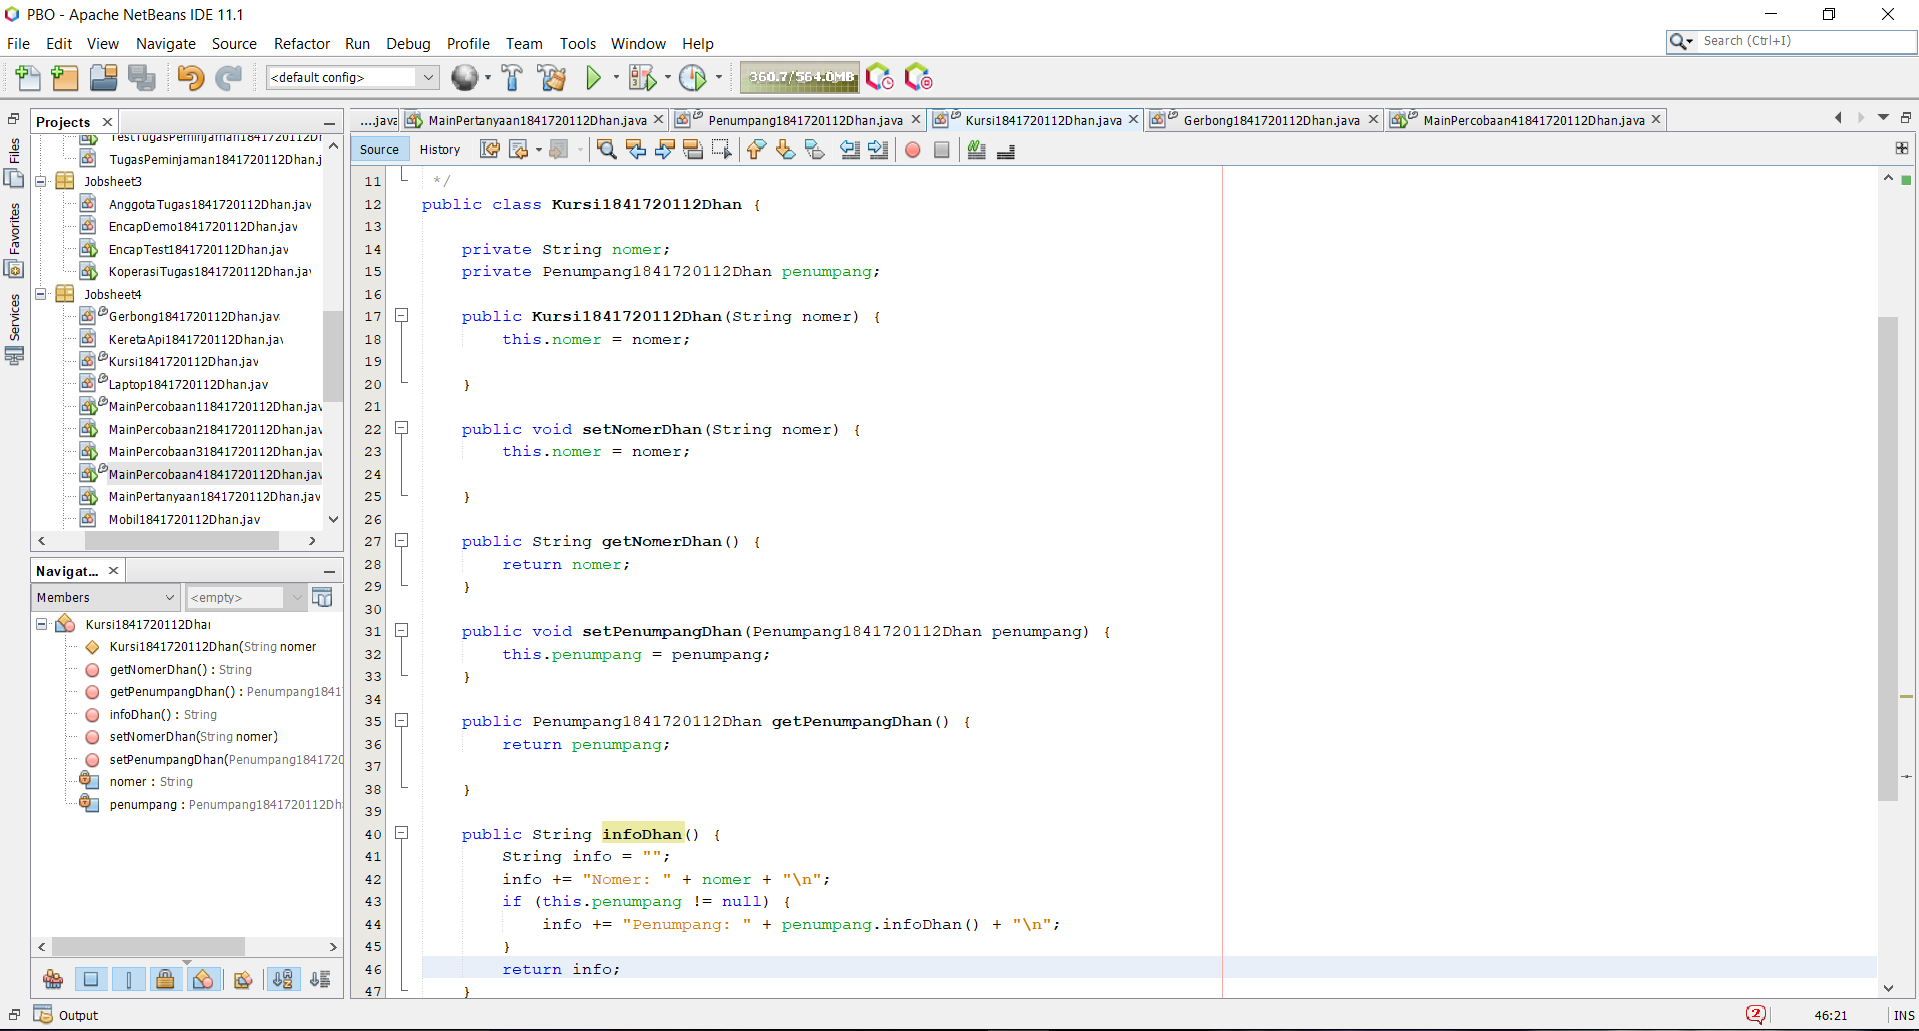 PBO - Apache NetBeans IDE 11.1
File Edit View Navigate Source Refactor Run Debug Profile Team Tools Window Help
Search (Ctrl+I)
<default config>
360.7/564.0MB
Files
Favorites
Services
Projects
TestTugasPeminjaman1841720112Dr
TugasPeminjaman1841720112Dhan.j
Jobsheet3
AnggotaTugas1841720112Dhan.jav
EncapDemo1841720112Dhan.jav
EncapTest1841720112Dhan.jav
KoperasiTugas1841720112Dhan.jav
Jobsheet4
Gerbong1841720112Dhan.jav
KeretaApi1841720112Dhan.jav
Kursi1841720112Dhan.jav
Laptop1841720112Dhan.jav
MainPercobaan11841720112Dhan.jav
MainPercobaan21841720112Dhan.jav
MainPercobaan31841720112Dhan.jav
MainPercobaan41841720112Dhan.jav
MainPertanyaan1841720112Dhan.jav
Mobil1841720112Dhan.jav
Navigat...
Members
<empty>
Kursi1841720112Dhan
Kursi1841720112Dhan(String nomer
getNomerDhan() : String
getPenumpangDhan() : Penumpang1841
infoDhan() : String
setNomerDhan(String nomer)
setPenumpangDhan(Penumpang1841720
nomer : String
penumpang : Penumpang1841720112Dh
....java MainPertanyaan1841720112Dhan.java Penumpang1841720112Dhan.java Kursi1841720112Dhan.java Gerbong1841720112Dhan.java MainPercobaan41841720112Dhan.java
Source History
11 */
12 public class Kursi1841720112Dhan {
13
14 private String nomer;
15 private Penumpang1841720112Dhan penumpang;
16
17 public Kursi1841720112Dhan(String nomer) {
18 this.nomer = nomer;
19
20 }
21
22 public void setNomerDhan(String nomer) {
23 this.nomer = nomer;
24
25 }
26
27 public String getNomerDhan() {
28 return nomer;
29 }
30
31 public void setPenumpangDhan(Penumpang1841720112Dhan penumpang) {
32 this.penumpang = penumpang;
33 }
34
35 public Penumpang1841720112Dhan getPenumpangDhan() {
36 return penumpang;
37
38 }
39
40 public String infoDhan() {
41 String info = "";
42 info += "Nomer: " + nomer + "\n";
43 if (this.penumpang != null) {
44 info += "Penumpang: " + penumpang.infoDhan() + "\n";
45 }
46 return info;
47 }
Output
2
46:21
INS